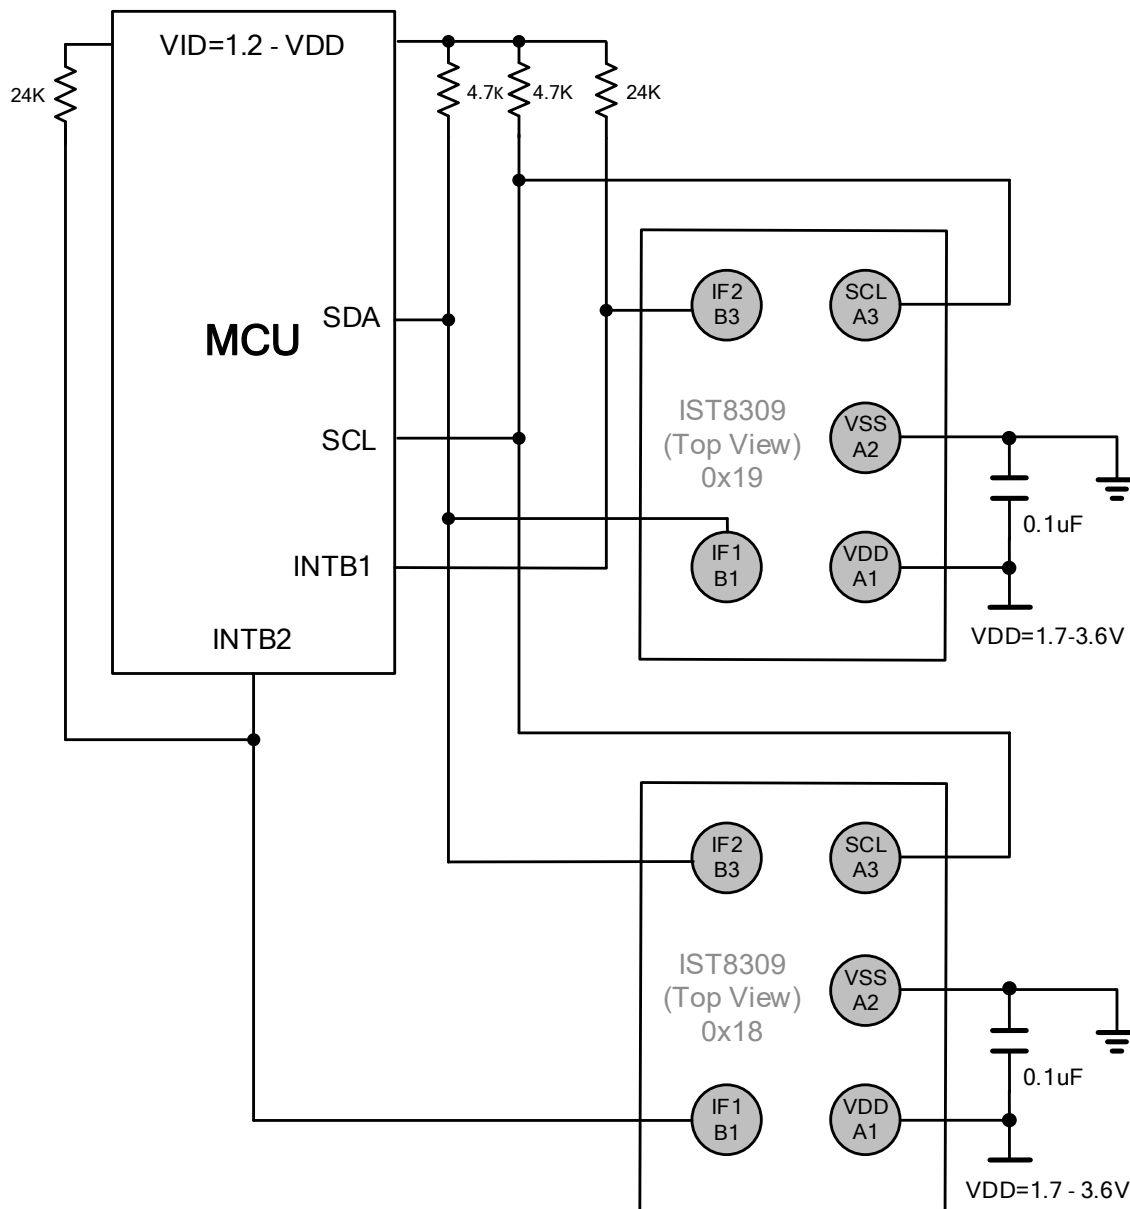 VID=1.2 - VDD
24K
4.7K
4.7K
24K
SDA
MCU
SCL
INTB1
INTB2
IF2
B3
SCL
A3
IST8309
(Top View)
0x19
VSS
A2
0.1uF
IF1
B1
VDD
A1
VDD=1.7-3.6V
IF2
B3
SCL
A3
IST8309
(Top View)
0x18
VSS
A2
0.1uF
IF1
B1
VDD
A1
VDD=1.7 - 3.6V